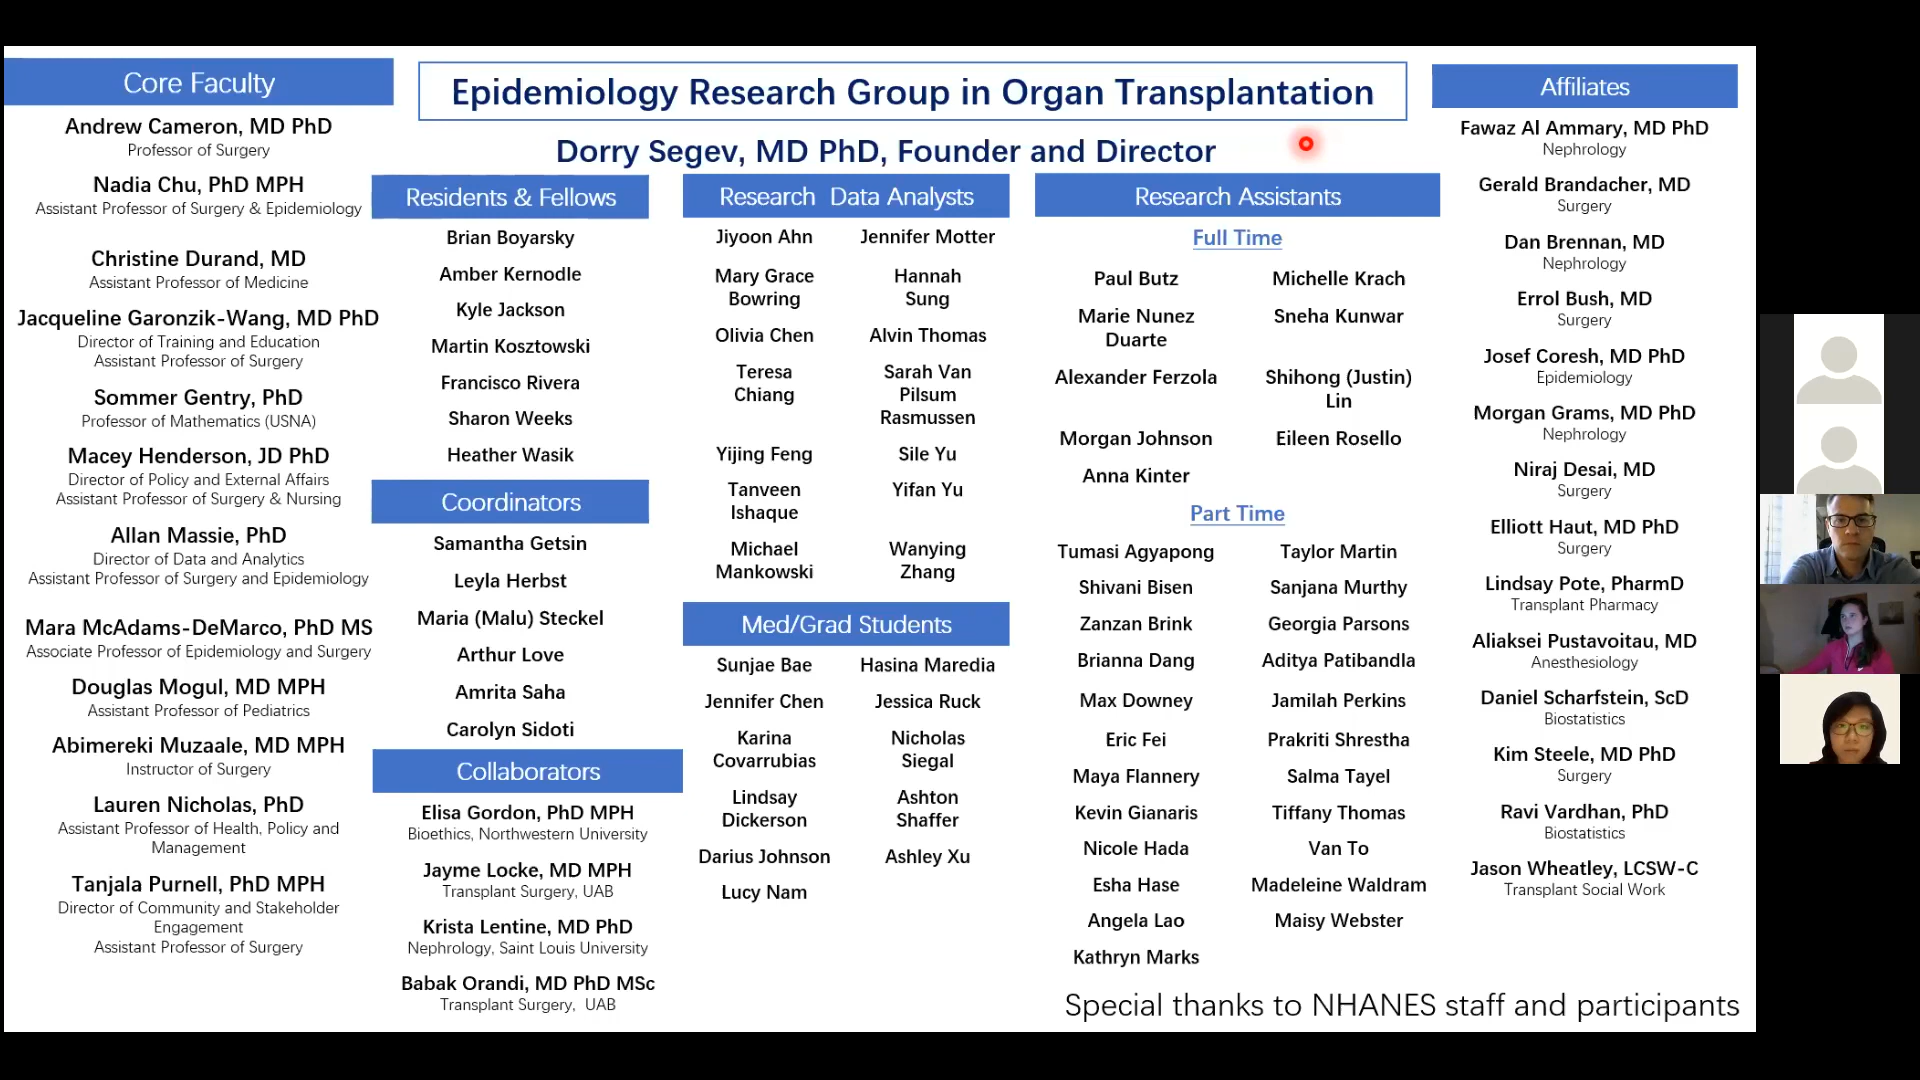 Epidemiology Research Group in Organ Transplantation
Dorry Segev, MD PhD, Founder and Director
Core Faculty
Andrew Cameron, MD PhD
Professor of Surgery
Nadia Chu, PhD MPH
Assistant Professor of Surgery & Epidemiology
Christine Durand, MD
Assistant Professor of Medicine
Jacqueline Garonzik-Wang, MD PhD
Director of Training and Education
Assistant Professor of Surgery
Sommer Gentry, PhD
Professor of Mathematics (USNA)
Macey Henderson, JD PhD
Director of Policy and External Affairs
Assistant Professor of Surgery & Nursing
Allan Massie, PhD
Director of Data and Analytics
Assistant Professor of Surgery and Epidemiology
Mara McAdams-DeMarco, PhD MS
Associate Professor of Epidemiology and Surgery
Douglas Mogul, MD MPH
Assistant Professor of Pediatrics
Abimereki Muzaale, MD MPH
Instructor of Surgery
Lauren Nicholas, PhD
Assistant Professor of Health, Policy and
Management
Tanjala Purnell, PhD MPH
Director of Community and Stakeholder
Engagement
Assistant Professor of Surgery
Residents & Fellows
Brian Boyarsky
Amber Kernodle
Kyle Jackson
Martin Kosztowski
Francisco Rivera
Sharon Weeks
Heather Wasik
Coordinators
Samantha Getsin
Leyla Herbst
Maria (Malu) Steckel
Arthur Love
Amrita Saha
Carolyn Sidoti
Collaborators
Elisa Gordon, PhD MPH
Bioethics, Northwestern University
Jayme Locke, MD MPH
Transplant Surgery, UAB
Krista Lentine, MD PhD
Nephrology, Saint Louis University
Babak Orandi, MD PhD MSc
Transplant Surgery, UAB
Research Data Analysts
Jiyoon Ahn
Mary Grace
Bowring
Olivia Chen
Teresa
Chiang
Yijing Feng
Tanveen
Ishaque
Michael
Mankowski
Jennifer Motter
Hannah
Sung
Alvin Thomas
Sarah Van
Pilsum
Rasmussen
Sile Yu
Yifan Yu
Wanying
Zhang
Med/Grad Students
Sunjae Bae
Jennifer Chen
Karina
Covarrubias
Lindsay
Dickerson
Darius Johnson
Lucy Nam
Hasina Maredia
Jessica Ruck
Nicholas
Siegal
Ashton
Shaffer
Ashley Xu
Research Assistants
Full Time
Paul Butz
Marie Nunez
Duarte
Alexander Ferzola
Morgan Johnson
Anna Kinter
Michelle Krach
Sneha Kunwar
Shihong (Justin)
Lin
Eileen Rosello
Part Time
Tumasi Agyapong
Shivani Bisen
Zanzan Brink
Brianna Dang
Max Downey
Eric Fei
Maya Flannery
Kevin Gianaris
Nicole Hada
Esha Hase
Angela Lao
Kathryn Marks
Taylor Martin
Sanjana Murthy
Georgia Parsons
Aditya Patibandla
Jamilah Perkins
Prakriti Shrestha
Salma Tayel
Tiffany Thomas
Van To
Madeleine Waldram
Maisy Webster
Affiliates
Fawaz Al Ammary, MD PhD
Nephrology
Gerald Brandacher, MD
Surgery
Dan Brennan, MD
Nephrology
Errol Bush, MD
Surgery
Josef Coresh, MD PhD
Epidemiology
Morgan Grams, MD PhD
Nephrology
Niraj Desai, MD
Surgery
Elliott Haut, MD PhD
Surgery
Lindsay Pote, PharmD
Transplant Pharmacy
Aliaksei Pustavoitau, MD
Anesthesiology
Daniel Scharfstein, ScD
Biostatistics
Kim Steele, MD PhD
Surgery
Ravi Vardhan, PhD
Biostatistics
Jason Wheatley, LCSW-C
Transplant Social Work
Special thanks to NHANES staff and participants